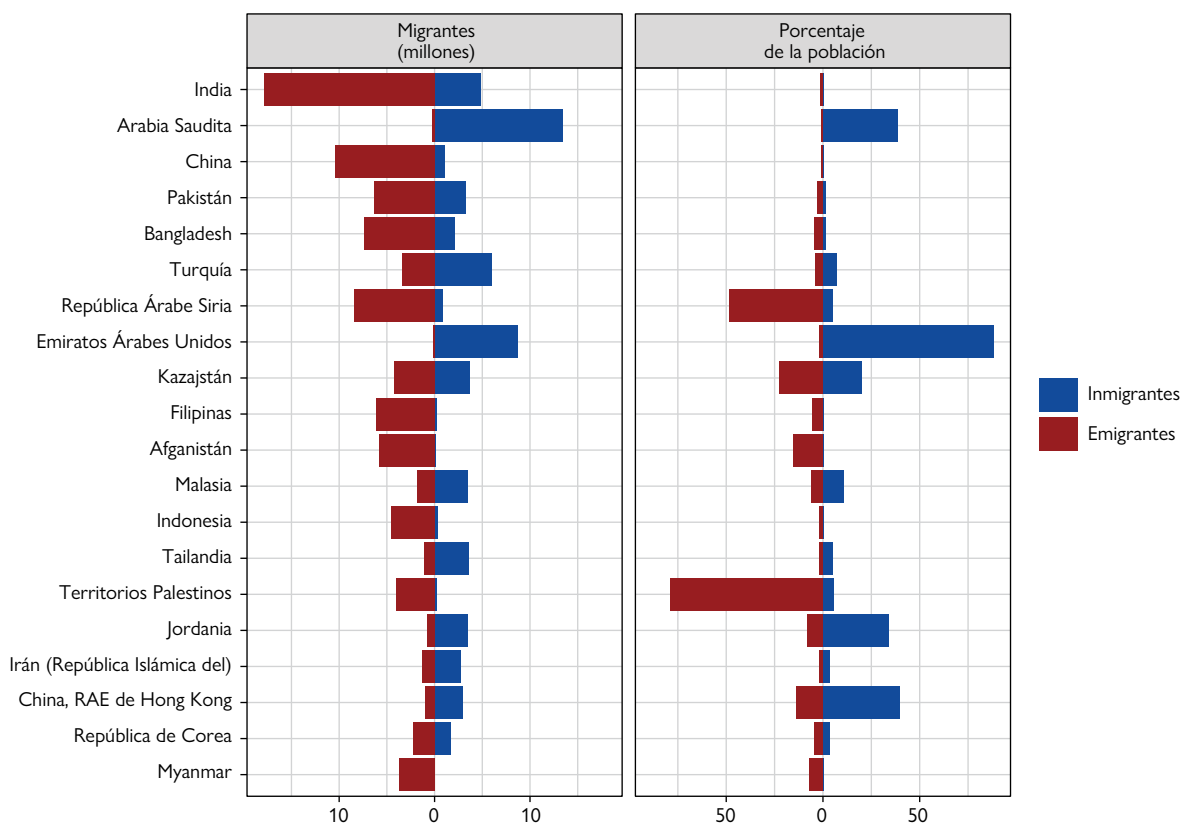 Migrantes
(millones)
Porcentaje
de la población
India
Arabia Saudita
China
Pakistán
Bangladesh
Turquía
República Árabe Siria
Emiratos Árabes Unidos
Kazajstán
Filipinas
Afganistán
Malasia
Indonesia
Tailandia
Territorios Palestinos
Jordania
Irán (República Islámica del)
China, RAE de Hong Kong
República de Corea
Myanmar
10 0 10
50 0 50
Inmigrantes
Emigrantes